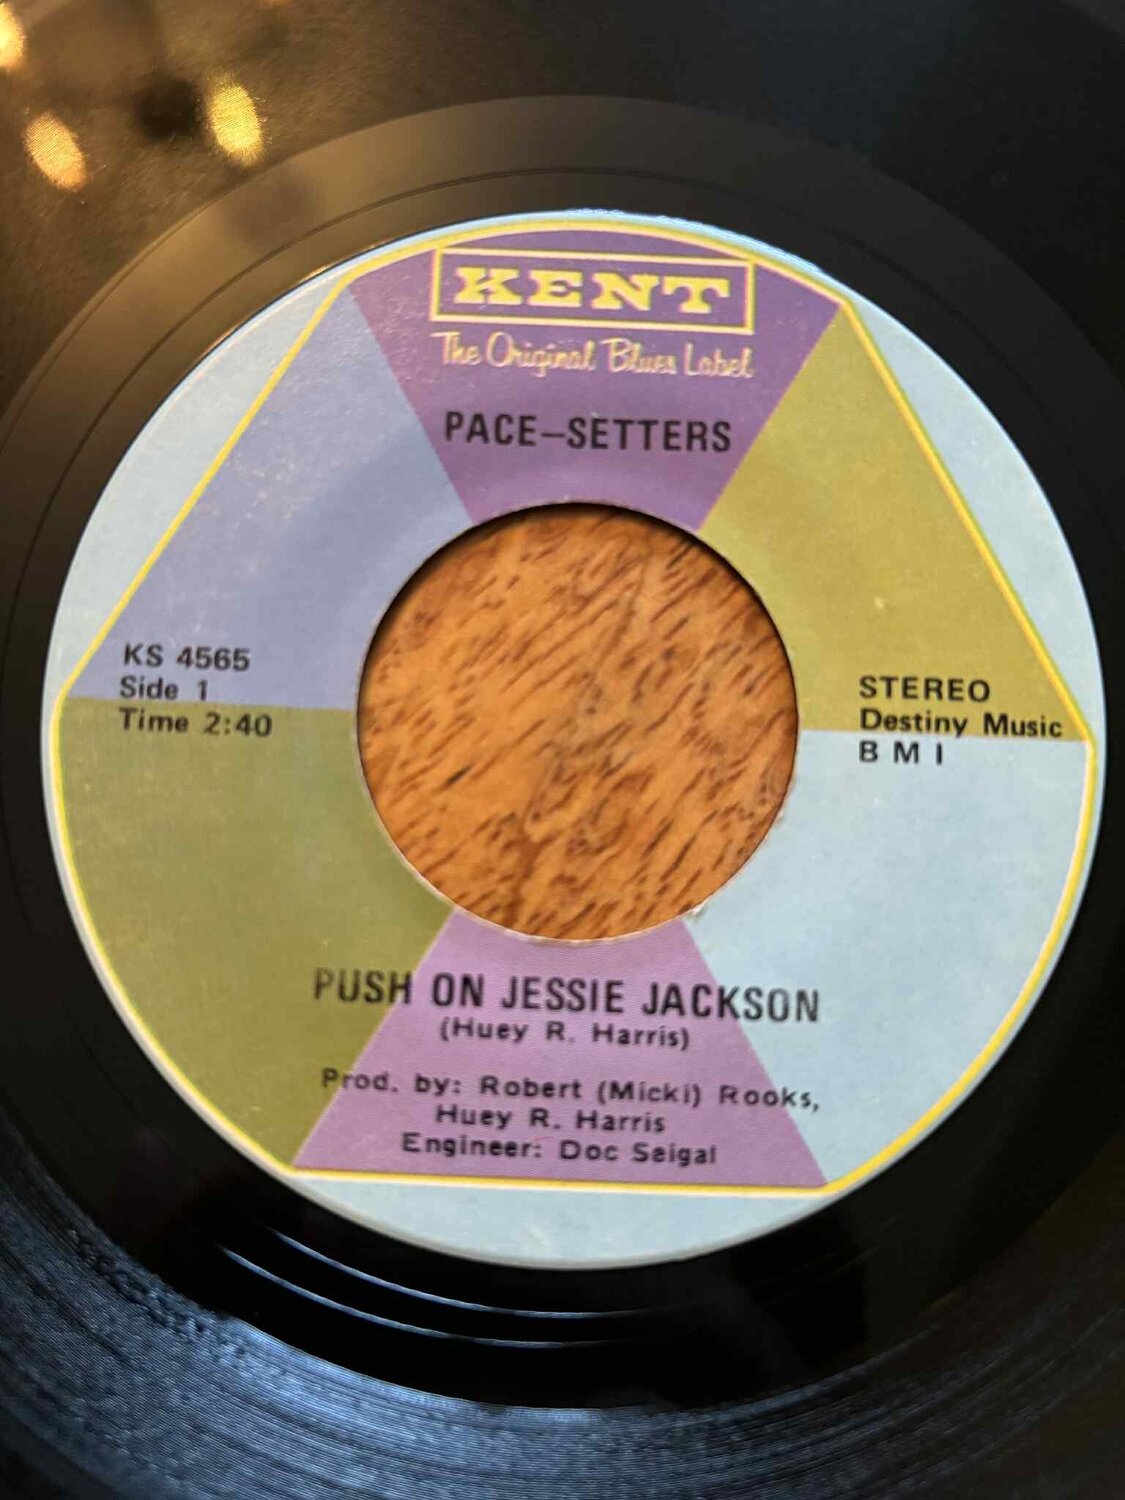 KENT
The Original Blues Label
PACE-SETTERS
KS 4565
Side 1
Time 2:40
STEREO
Destiny Music
B M I
PUSH ON JESSIE JACKSON
(Huey R. Harris)
Prod. by: Robert (Micki) Rooks,
Huey R. Harris
Engineer: Doc Seigal